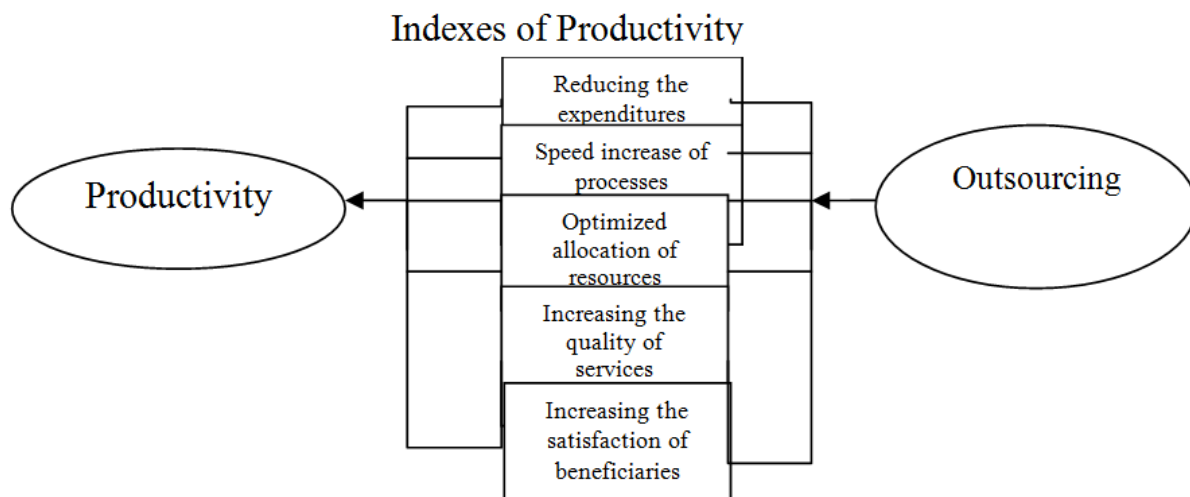 Indexes of Productivity
Reducing the
expenditures
Speed increase of
processes
Optimized
allocation of
resources
Increasing the
quality of
services
Increasing the
satisfaction of
beneficiaries
Productivity
Outsourcing